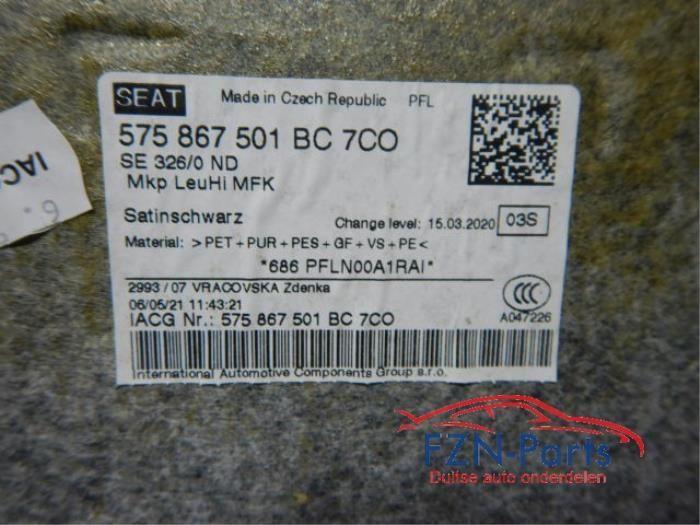 SEAT Made in Czech Republic PFL
575 867 501 BC 7CO
SE 326/0 ND
Mkp LeuHi MFK
Satinschwarz Change level: 15.03.2020 03S
Material: >PET+PUR+PES+GF+VS+PE<
*686 PFLN00A1RAI*
2993/07 VRACOVSKA Zdenka
06/05/21 11:43:21
CCC
A047226
IACG Nr.: 575 867 501 BC 7CO
International Automotive Components Group s.r.o.
IAC
FZN-Parts
Duitse auto onderdelen